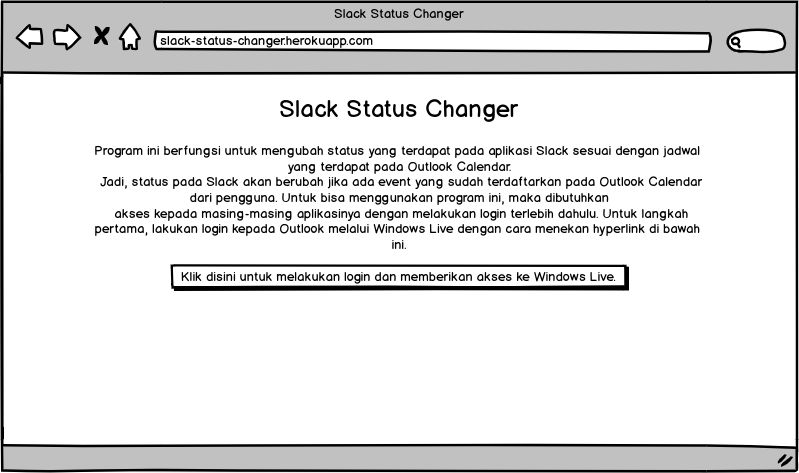 Slack Status Changer
slack-status-changer.herokuapp.com
Slack Status Changer
Program ini berfungsi untuk mengubah status yang terdapat pada aplikasi Slack sesuai dengan jadwal
yang terdapat pada Outlook Calendar.
Jadi, status pada Slack akan berubah jika ada event yang sudah terdaftarkan pada Outlook Calendar
dari pengguna. Untuk bisa menggunakan program ini, maka dibutuhkan
akses kepada masing-masing aplikasinya dengan melakukan login terlebih dahulu. Untuk langkah
pertama, lakukan login kepada Outlook melalui Windows Live dengan cara menekan hyperlink di bawah
ini.
Klik disini untuk melakukan login dan memberikan akses ke Windows Live.